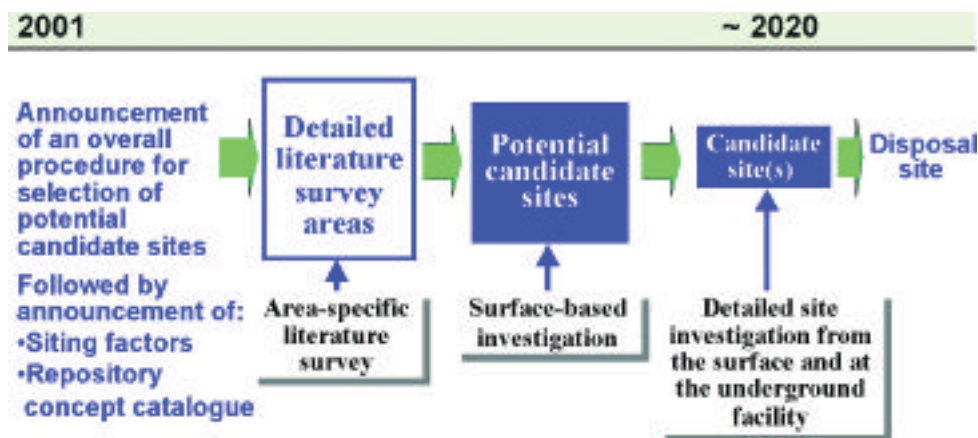 2001
~ 2020
Announcement
of an overall
procedure for
selection of
potential
candidate sites
Followed by
announcement of:
•Siting factors
•Repository
concept catalogue
Detailed
literature
survey
areas
Area-specific
literature
survey
Potential
candidate
sites
Surface-based
investigation
Candidate
site(s)
Detailed site
investigation from
the surface and at
the underground
facility
Disposal
site